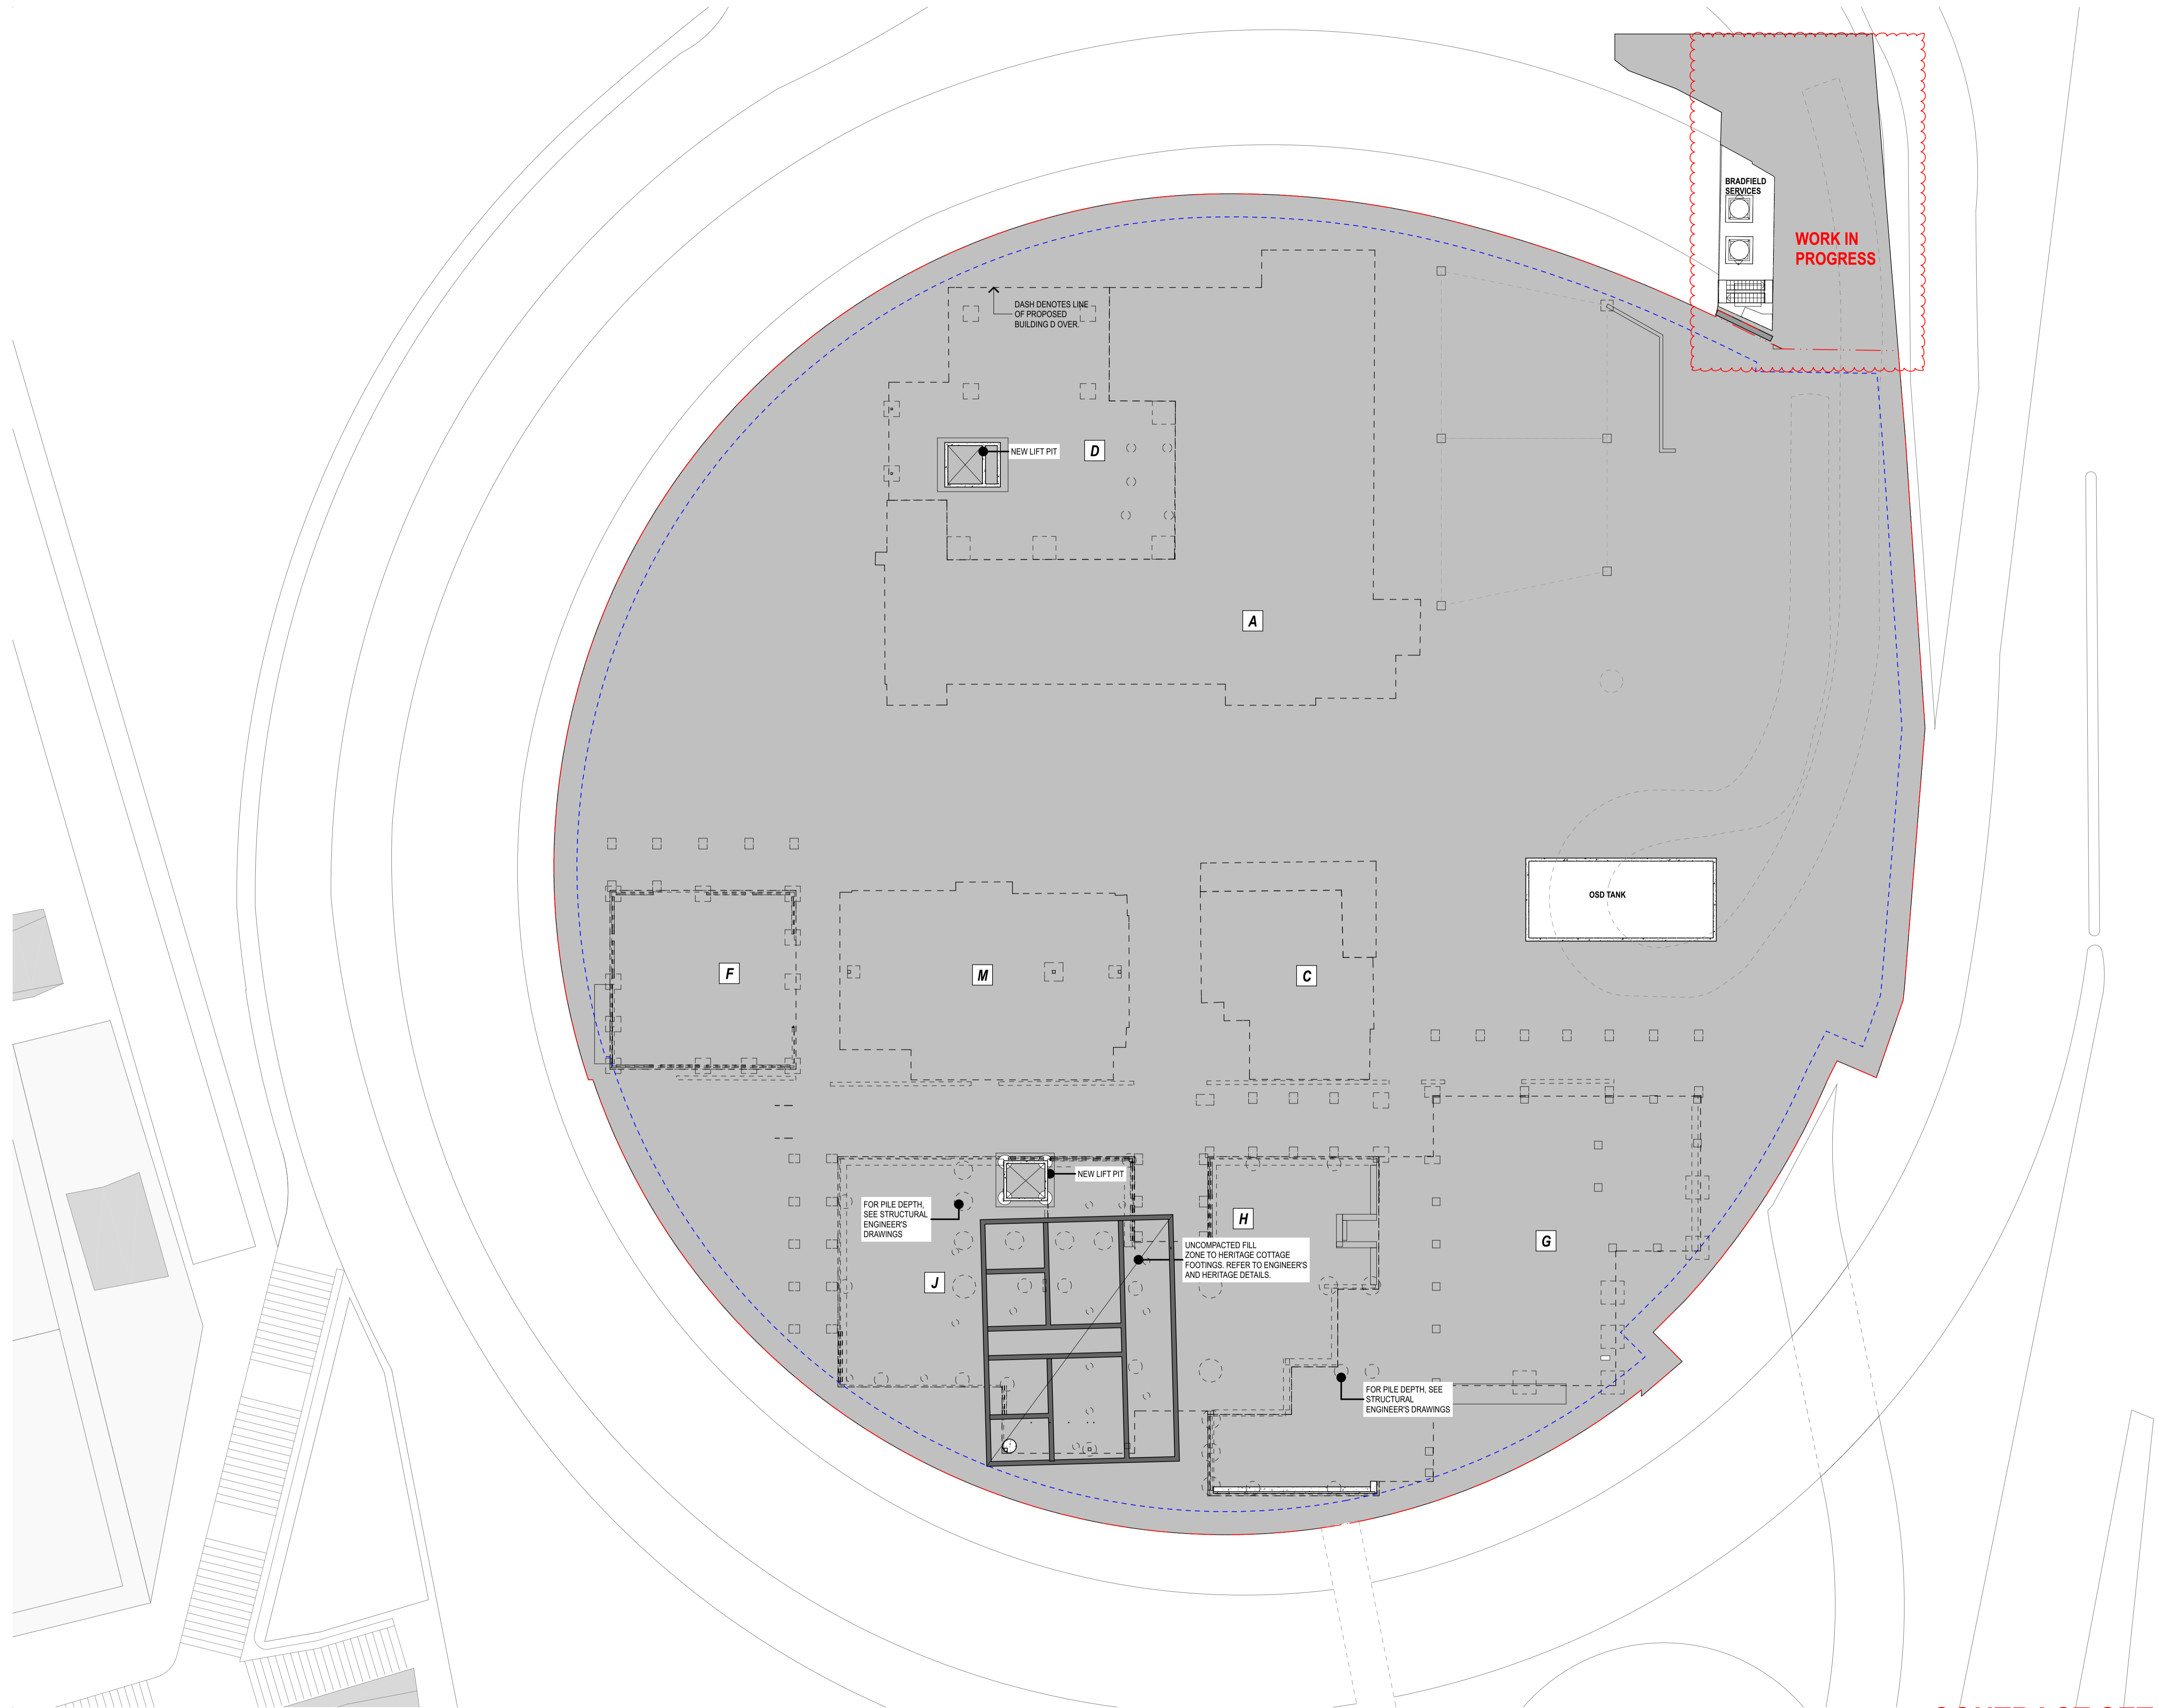 BRADFIELD
SERVICES
WORK IN
PROGRESS
DASH DENOTES LINE
OF PROPOSED
BUILDING D OVER.
NEW LIFT PIT
D
A
OSD TANK
F
M
C
NEW LIFT PIT
FOR PILE DEPTH,
SEE STRUCTURAL
ENGINEER'S
DRAWINGS
H
UNCOMPACTED FILL
ZONE TO HERITAGE COTTAGE
FOOTINGS. REFER TO ENGINEER'S
AND HERITAGE DETAILS.
G
J
FOR PILE DEPTH, SEE
STRUCTURAL
ENGINEER'S DRAWINGS